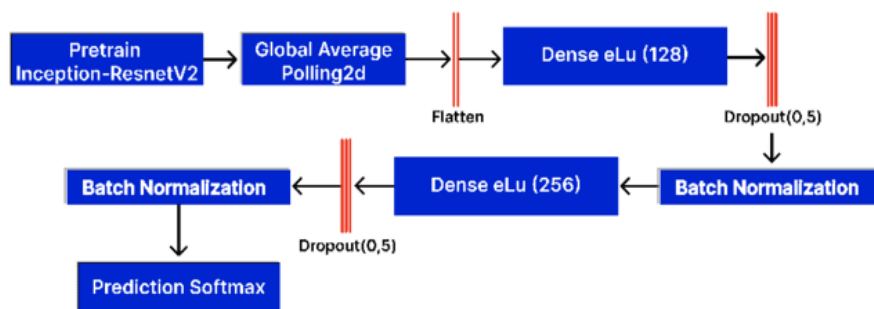 Pretrain
Inception-ResnetV2
Global Average
Polling2d
Flatten
Dense eLu (128)
Dropout(0,5)
Batch Normalization
Dense eLu (256)
Dropout(0,5)
Batch Normalization
Prediction Softmax